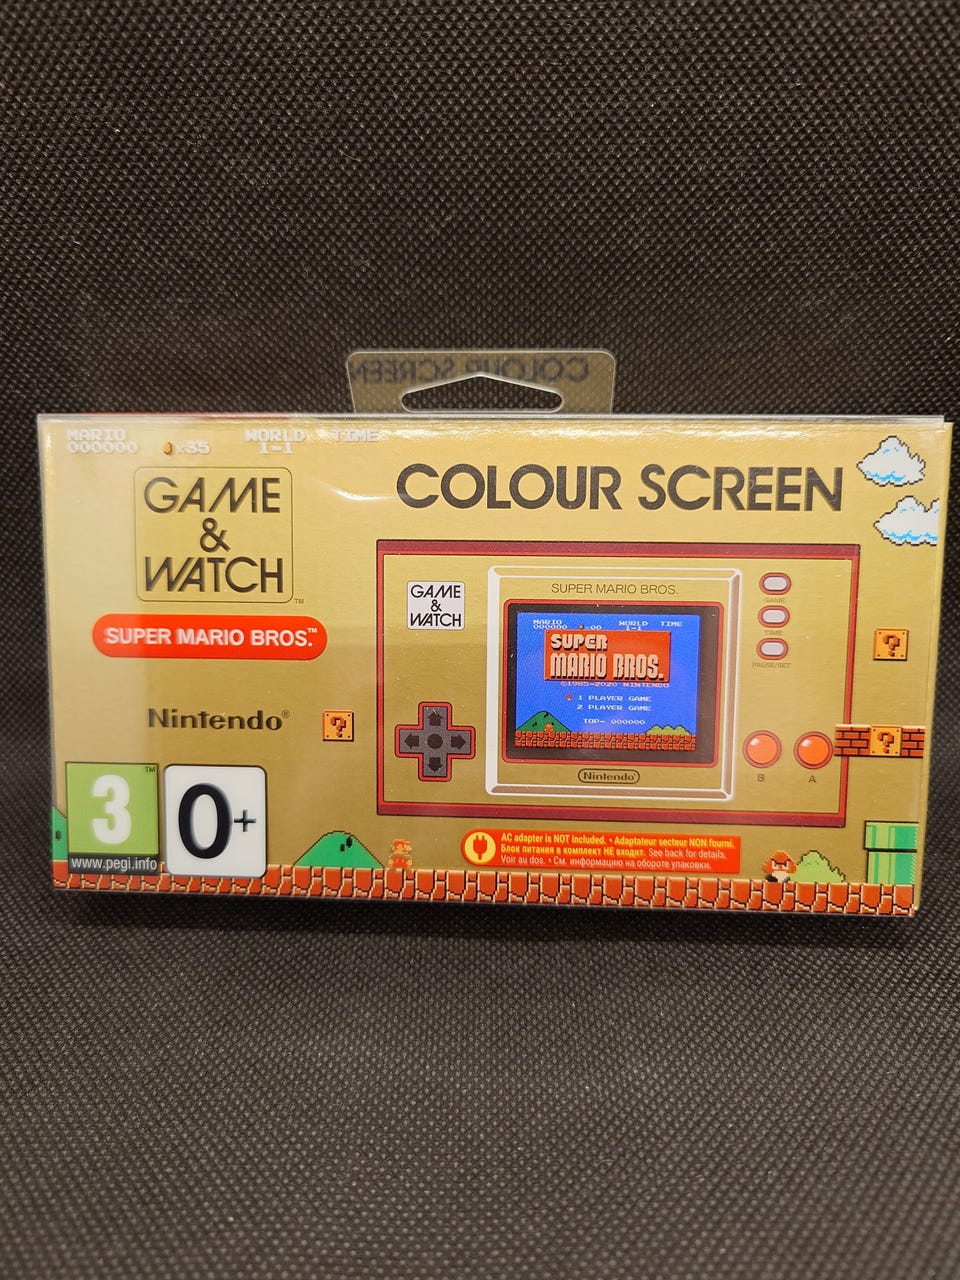 COLOUR SCREEN
MARIO WORLD TIME
000000 x35 1-1
GAME
&
WATCH
™
SUPER MARIO BROS.™
Nintendo®
COLOUR SCREEN
GAME
&
WATCH
SUPER MARIO BROS.
MARIO WORLD TIME
000000 x00 1-1
SUPER
MARIO BROS.
©1985-2020 NINTENDO
1 PLAYER GAME
2 PLAYER GAME
TOP- 000000
Nintendo
GAME
TIME
PAUSE/SET
B A
?
?
?
3™
www.pegi.info
0+
AC adapter is NOT included. • Adaptateur secteur NON fourni.
Блок питания в комплект НЕ входит. See back for details.
Voir au dos. • См. информацию на обороте упаковки.